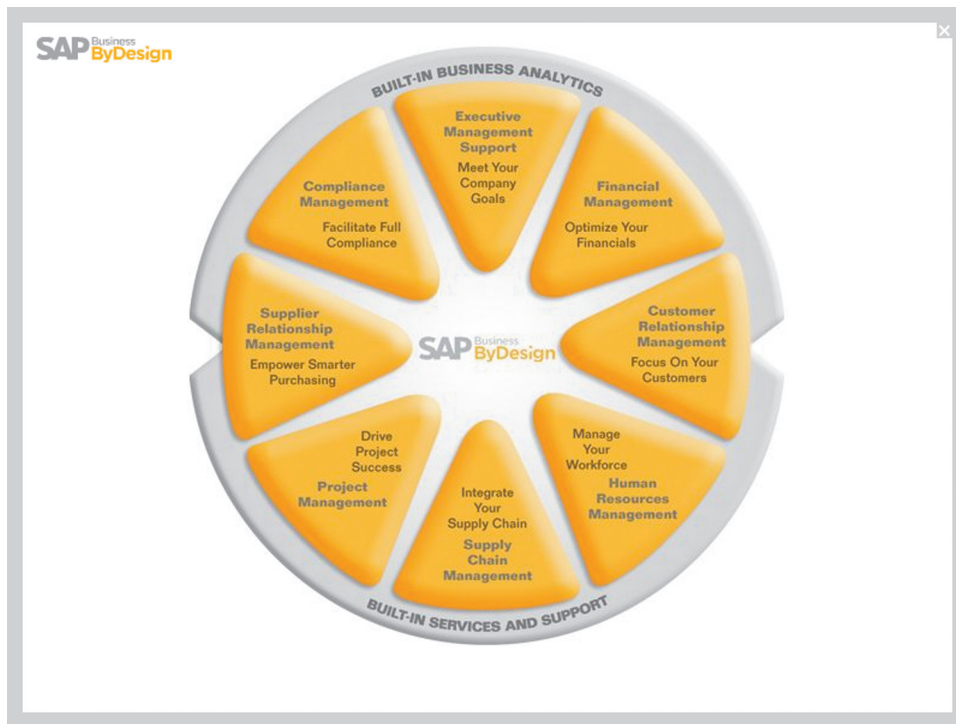 SAP Business
ByDesign
BUILT-IN BUSINESS ANALYTICS
Executive
Management
Support
Meet Your
Company
Goals
Financial
Management
Optimize Your
Financials
Customer
Relationship
Management
Focus On Your
Customers
Manage
Your
Workforce
Human
Resources
Management
Integrate
Your
Supply Chain
Supply
Chain
Management
Drive
Project
Success
Project
Management
Supplier
Relationship
Management
Empower Smarter
Purchasing
Compliance
Management
Facilitate Full
Compliance
SAP Business
ByDesign
BUILT-IN SERVICES AND SUPPORT